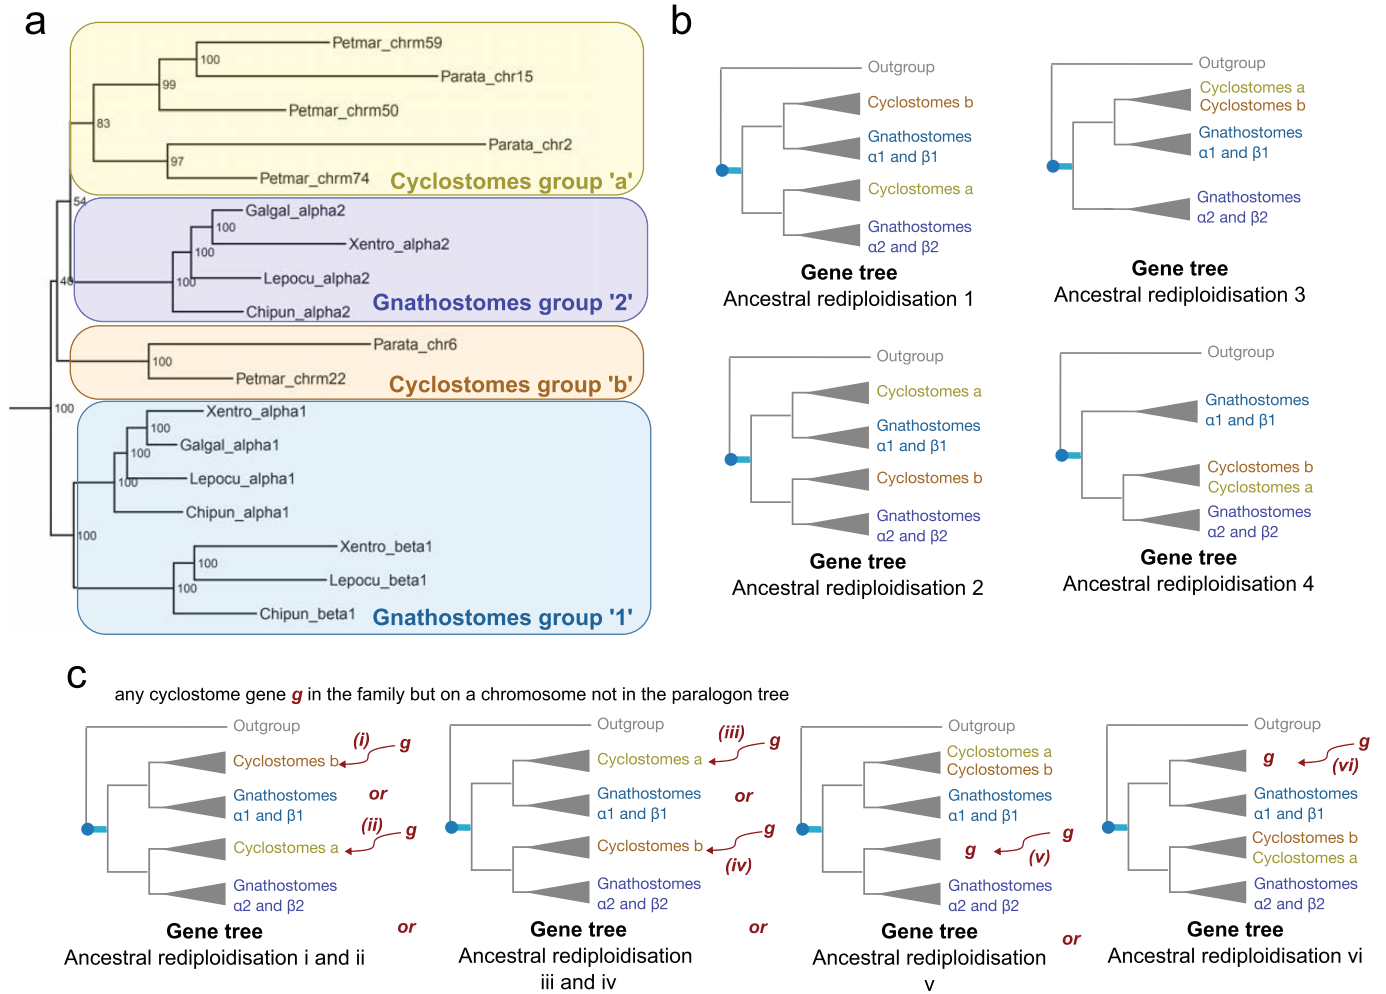 a
Petmar_chrm59
100
Parata_chr15
99
Petmar_chrm50
83
Parata_chr2
97
Petmar_chrm74
Cyclostomes group 'a'
54
Galgal_alpha2
100
Xentro_alpha2
100
Lepocu_alpha2
100
Chipun_alpha2
Gnathostomes group '2'
Parata_chr6
100
Petmar_chrm22
Cyclostomes group 'b'
100
Xentro_alpha1
100
Galgal_alpha1
100
Lepocu_alpha1
100
Chipun_alpha1
100
Xentro_beta1
100
Lepocu_beta1
100
Chipun_beta1
Gnathostomes group '1'
b
Outgroup
Cyclostomes b
Gnathostomes
α1 and β1
Cyclostomes a
Gnathostomes
α2 and β2
Gene tree
Ancestral rediploidisation 1
Outgroup
Cyclostomes a
Cyclostomes b
Gnathostomes
α1 and β1
Gnathostomes
α2 and β2
Gene tree
Ancestral rediploidisation 3
Outgroup
Cyclostomes a
Gnathostomes
α1 and β1
Cyclostomes b
Gnathostomes
α2 and β2
Gene tree
Ancestral rediploidisation 2
Outgroup
Gnathostomes
α1 and β1
Cyclostomes b
Cyclostomes a
Gnathostomes
α2 and β2
Gene tree
Ancestral rediploidisation 4
c
any cyclostome gene g in the family but on a chromosome not in the paralogon tree
Outgroup
(i) g
Cyclostomes b
or
Gnathostomes
α1 and β1
(ii) g
Cyclostomes a
Gnathostomes
α2 and β2
Gene tree
Ancestral rediploidisation i and ii
or
Outgroup
(iii) g
Cyclostomes a
or
Gnathostomes
α1 and β1
g
Cyclostomes b
(iv)
Gnathostomes
α2 and β2
Gene tree
Ancestral rediploidisation
iii and iv
or
Outgroup
Cyclostomes a
Cyclostomes b
Gnathostomes
α1 and β1
g
g (v)
Gnathostomes
α2 and β2
Gene tree
Ancestral rediploidisation
v
or
Outgroup
g
g (vi)
Gnathostomes
α1 and β1
Cyclostomes b
Cyclostomes a
Gnathostomes
α2 and β2
Gene tree
Ancestral rediploidisation vi